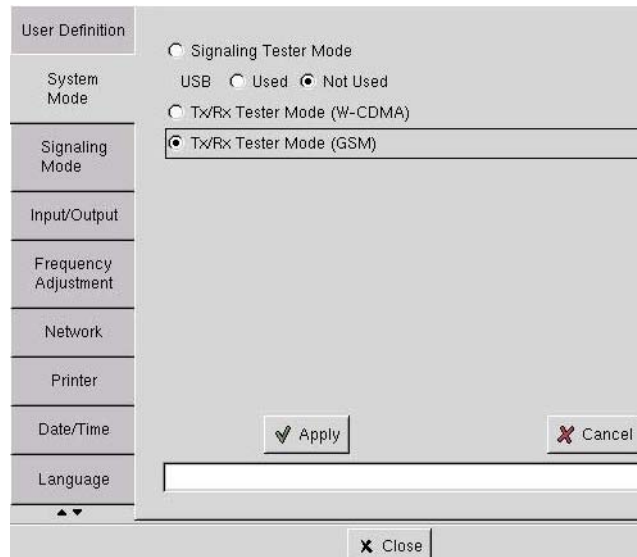 User Definition
System
Mode
Signaling
Mode
Input/Output
Frequency
Adjustment
Network
Printer
Date/Time
Language
Signaling Tester Mode
USB Used Not Used
Tx/Rx Tester Mode (W-CDMA)
Tx/Rx Tester Mode (GSM)
Apply
Cancel
Close